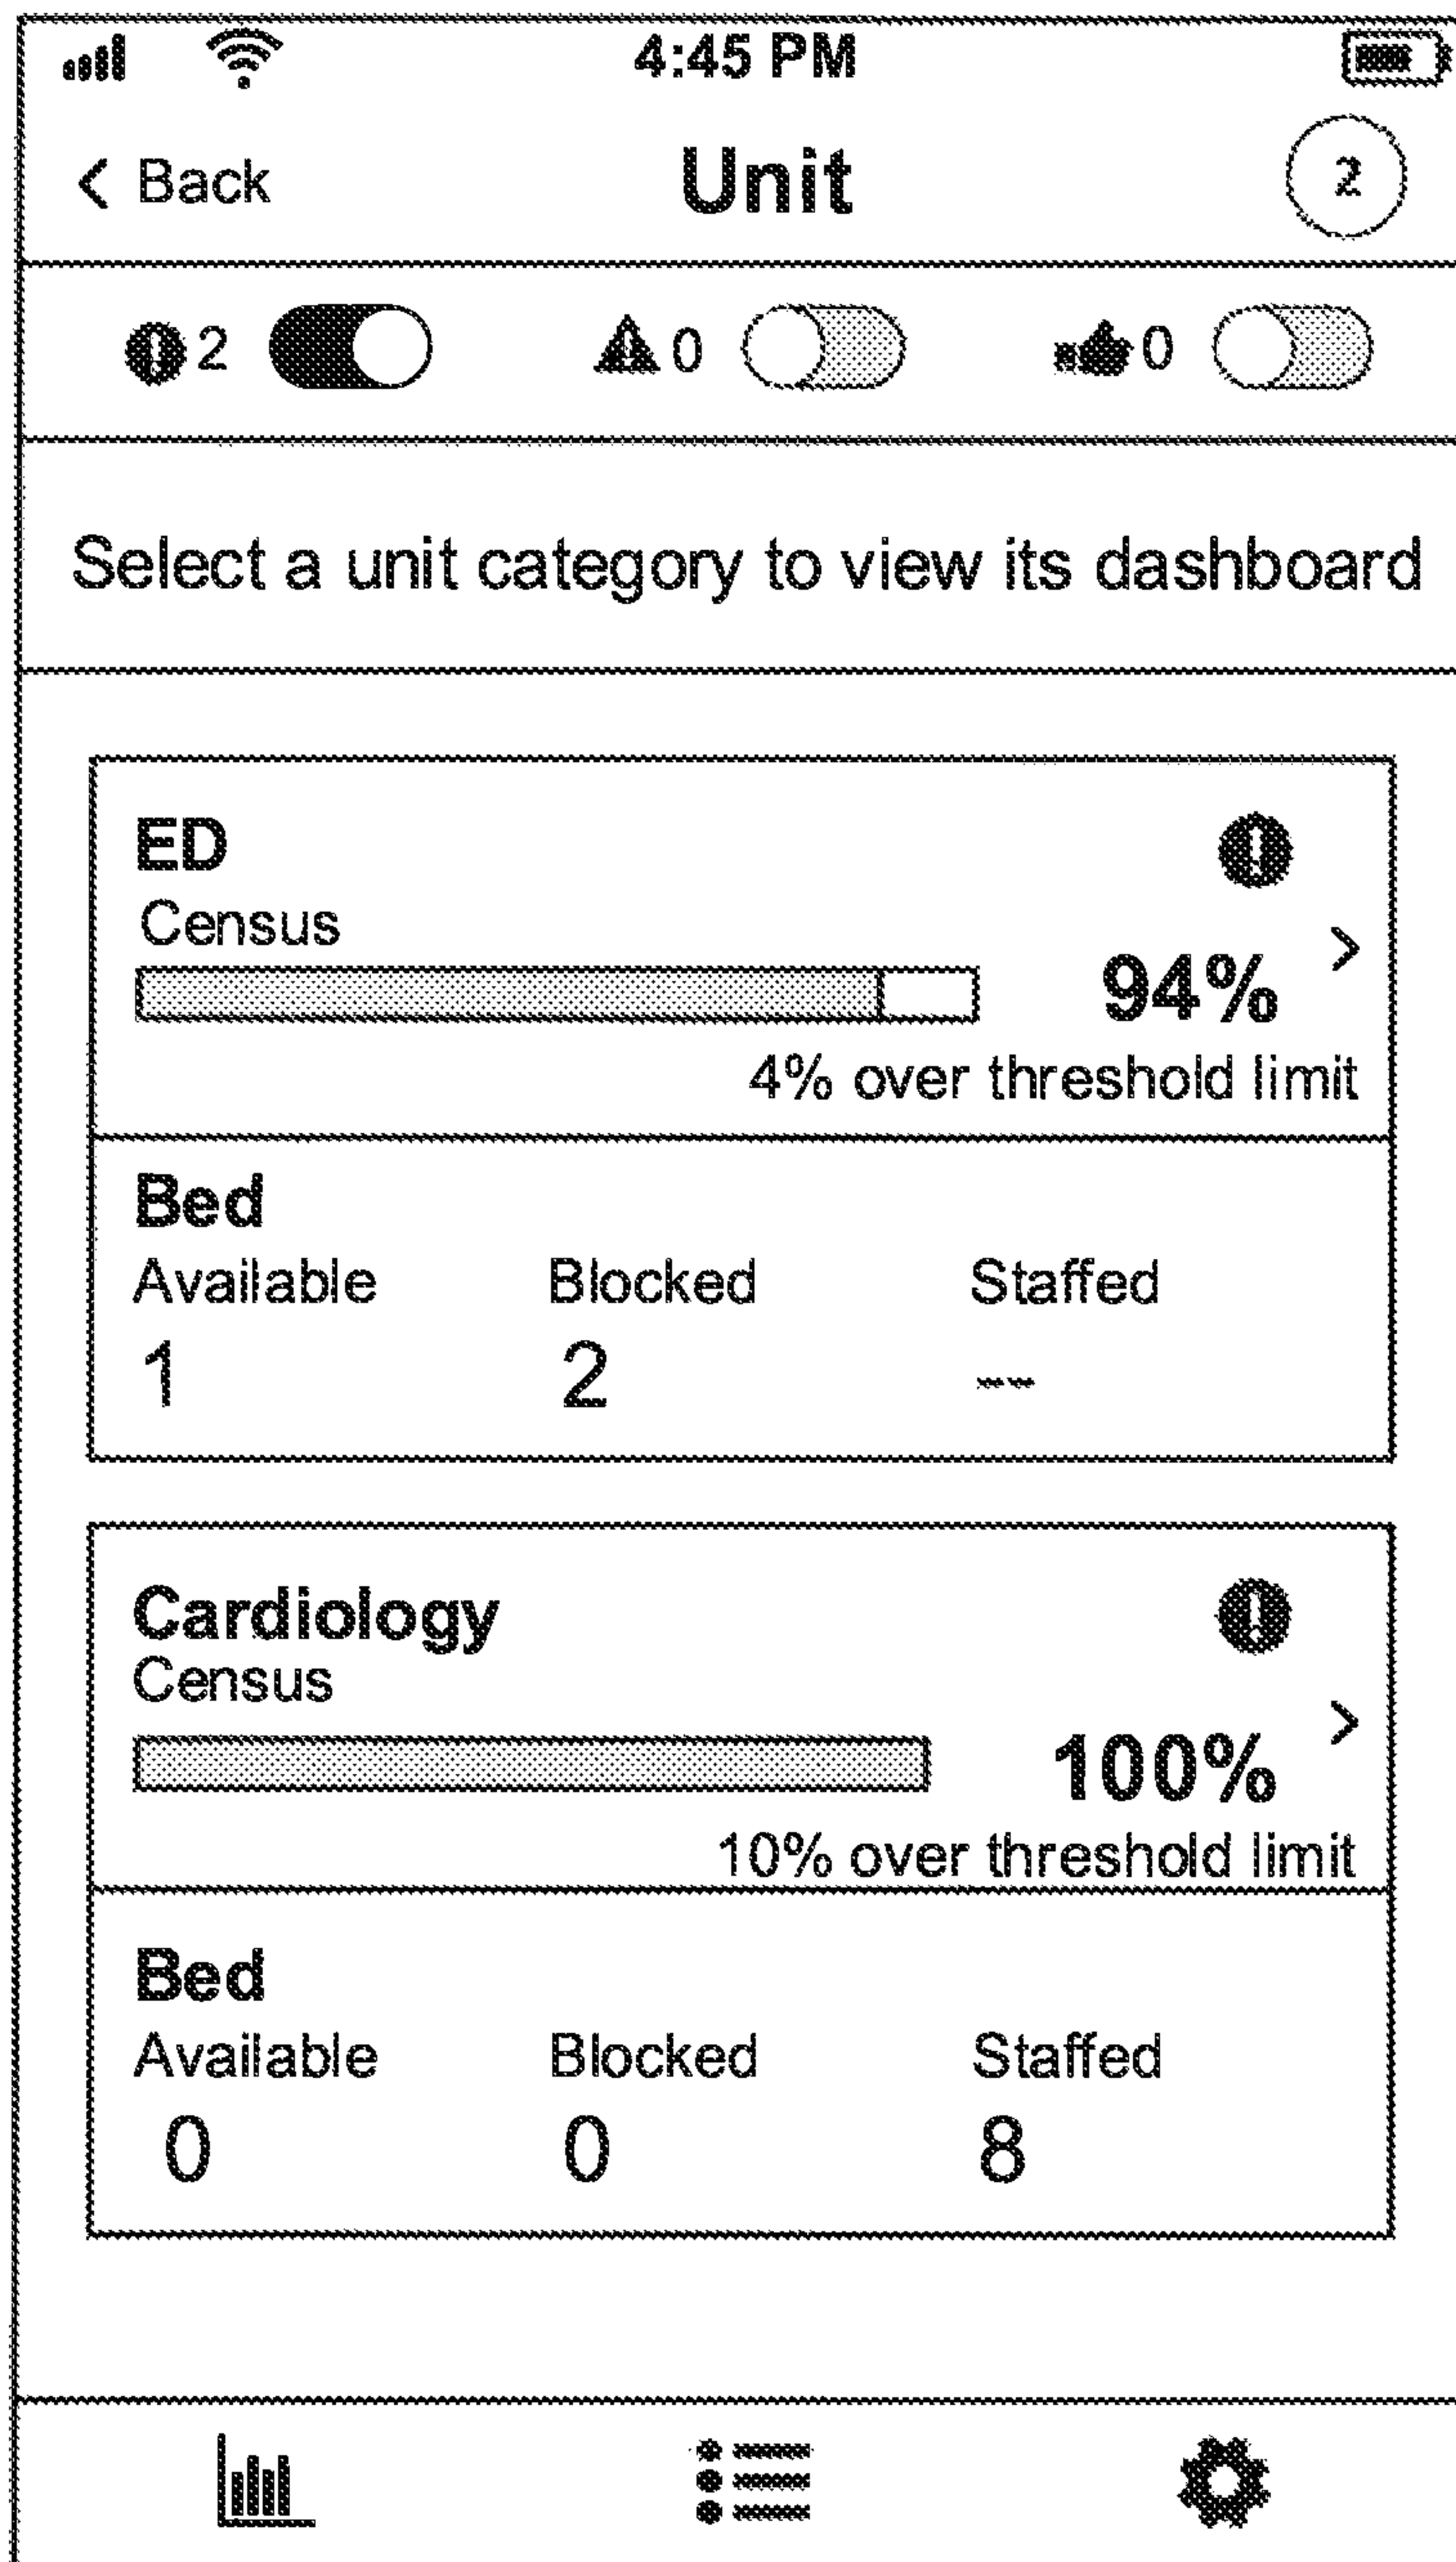 4:45 PM
< Back Unit 2
2 0 0
Select a unit category to view its dashboard
ED
Census
94% >
4% over threshold limit
Bed
Available Blocked Staffed
1 2 --
Cardiology
Census
100% >
10% over threshold limit
Bed
Available Blocked Staffed
0 0 8